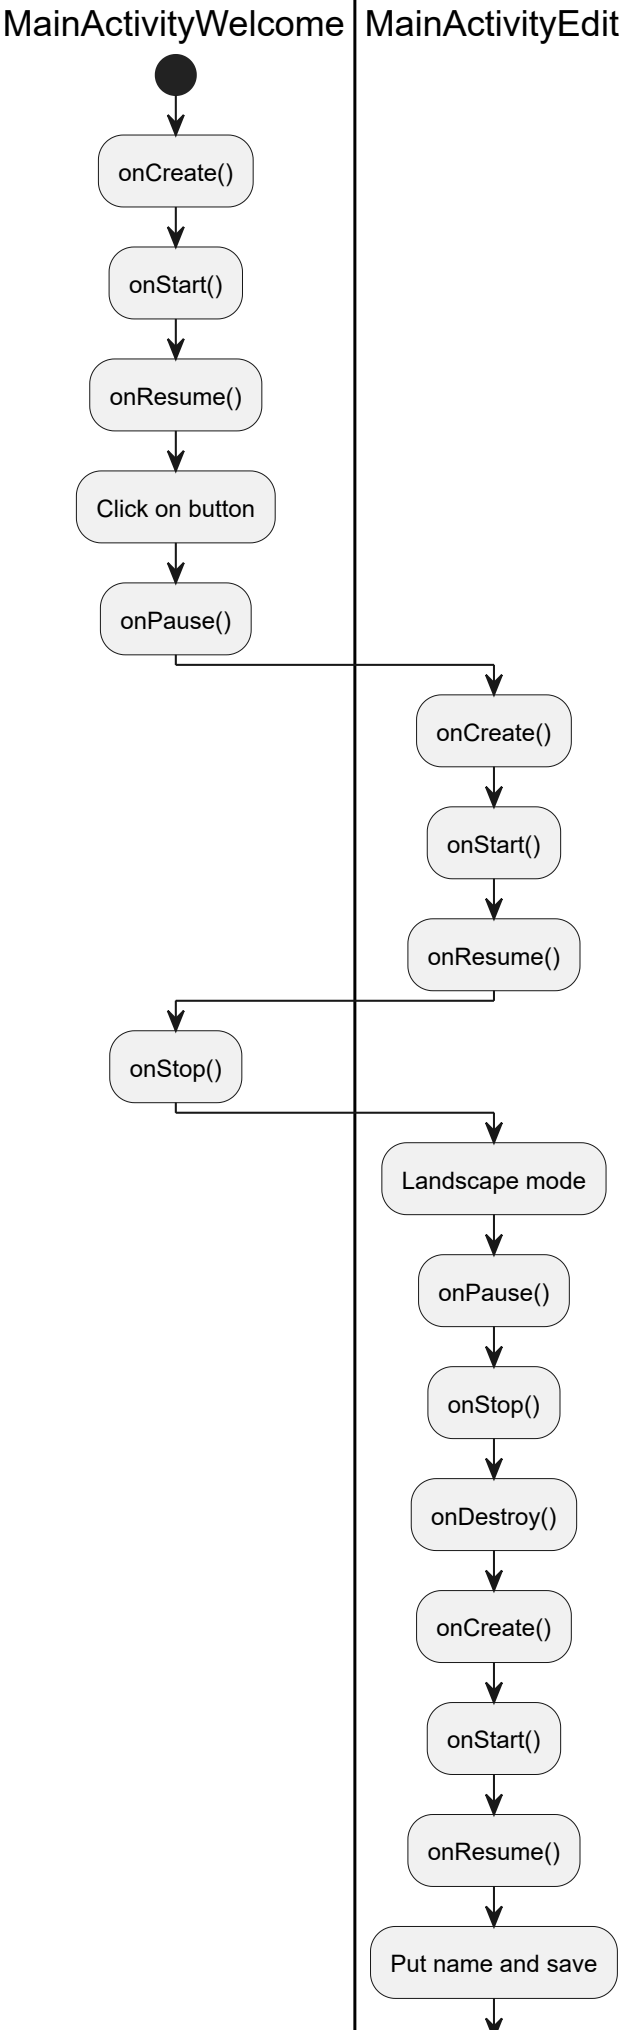 MainActivityWelcome
MainActivityEdit
onCreate()
onStart()
onResume()
Click on button
onPause()
onCreate()
onStart()
onResume()
onStop()
Landscape mode
onPause()
onStop()
onDestroy()
onCreate()
onStart()
onResume()
Put name and save